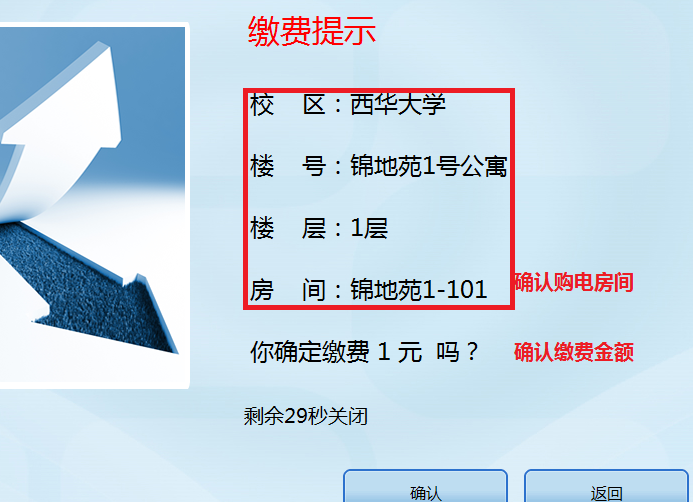 缴费提示
校 区：西华大学
楼 号：锦地苑1号公寓
楼 层：1层
房 间：锦地苑1-101
确认购电房间
你确定缴费 1 元 吗？
确认缴费金额
剩余29秒关闭
确认
返回